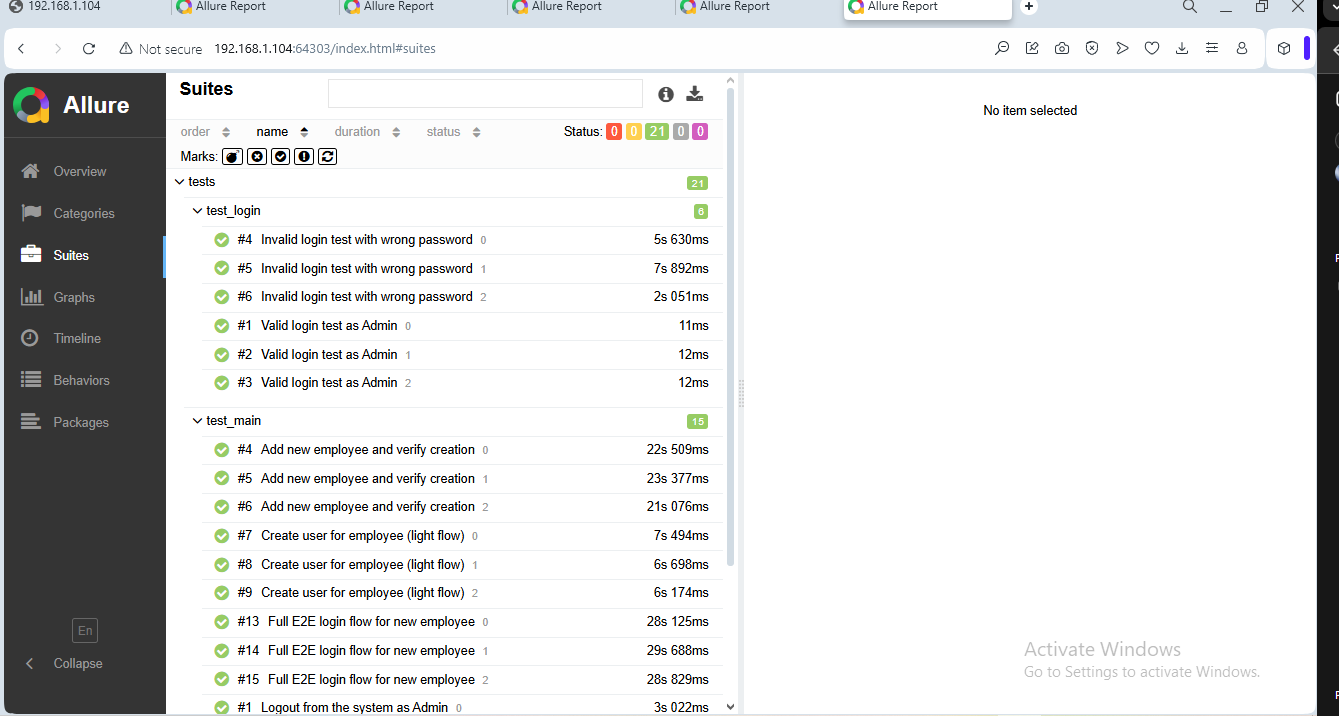 192.168.1.104 Allure Report Allure Report Allure Report Allure Report Allure Report
Not secure 192.168.1.104:64303/index.html#suites
Allure
Overview
Categories
Suites
Graphs
Timeline
Behaviors
Packages
En
Collapse
Suites
order name duration status Status: 0 0 21 0 0
Marks:
tests 21
test_login 6
#4 Invalid login test with wrong password 0 5s 630ms
#5 Invalid login test with wrong password 1 7s 892ms
#6 Invalid login test with wrong password 2 2s 051ms
#1 Valid login test as Admin 0 11ms
#2 Valid login test as Admin 1 12ms
#3 Valid login test as Admin 2 12ms
test_main 15
#4 Add new employee and verify creation 0 22s 509ms
#5 Add new employee and verify creation 1 23s 377ms
#6 Add new employee and verify creation 2 21s 076ms
#7 Create user for employee (light flow) 0 7s 494ms
#8 Create user for employee (light flow) 1 6s 698ms
#9 Create user for employee (light flow) 2 6s 174ms
#13 Full E2E login flow for new employee 0 28s 125ms
#14 Full E2E login flow for new employee 1 29s 688ms
#15 Full E2E login flow for new employee 2 28s 829ms
#1 Logout from the system as Admin 0 3s 022ms
No item selected
Activate Windows
Go to Settings to activate Windows.